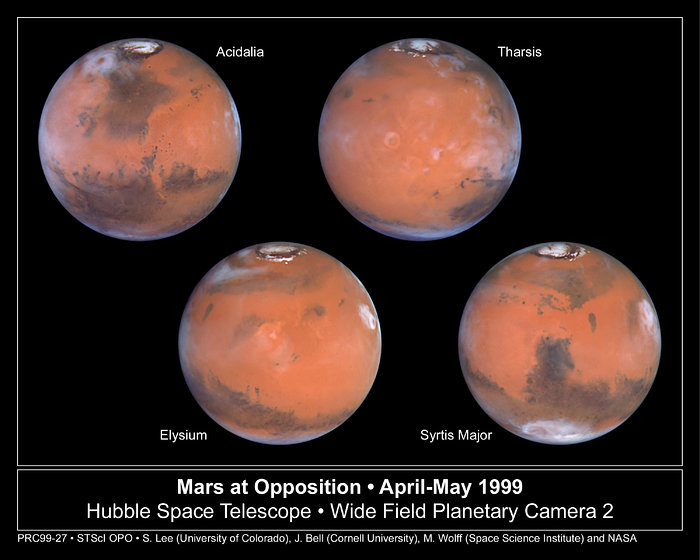 Acidalia
Tharsis
Elysium
Syrtis Major
Mars at Opposition • April-May 1999
Hubble Space Telescope • Wide Field Planetary Camera 2
PRC99-27 • STScI OPO • S. Lee (University of Colorado), J. Bell (Cornell University), M. Wolff (Space Science Institute) and NASA